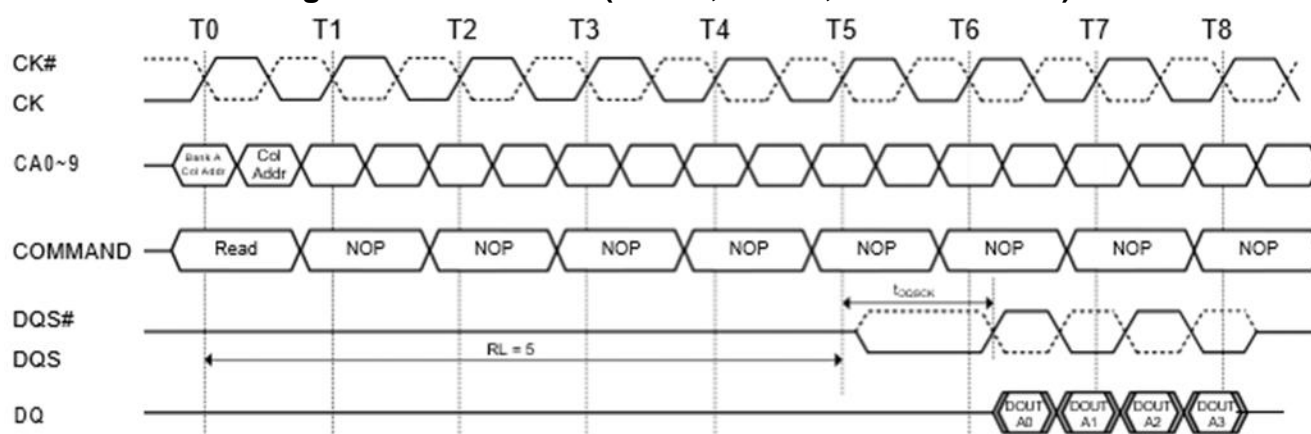 T0 T1 T2 T3 T4 T5 T6 T7 T8
CK#
CK
CA0~9
Bank A
Col Addr
Col
Addr
COMMAND Read NOP NOP NOP NOP NOP NOP NOP NOP
tDQSCK
DQS#
RL = 5
DQS
DQ
DOUT
A0
DOUT
A1
DOUT
A2
DOUT
A3